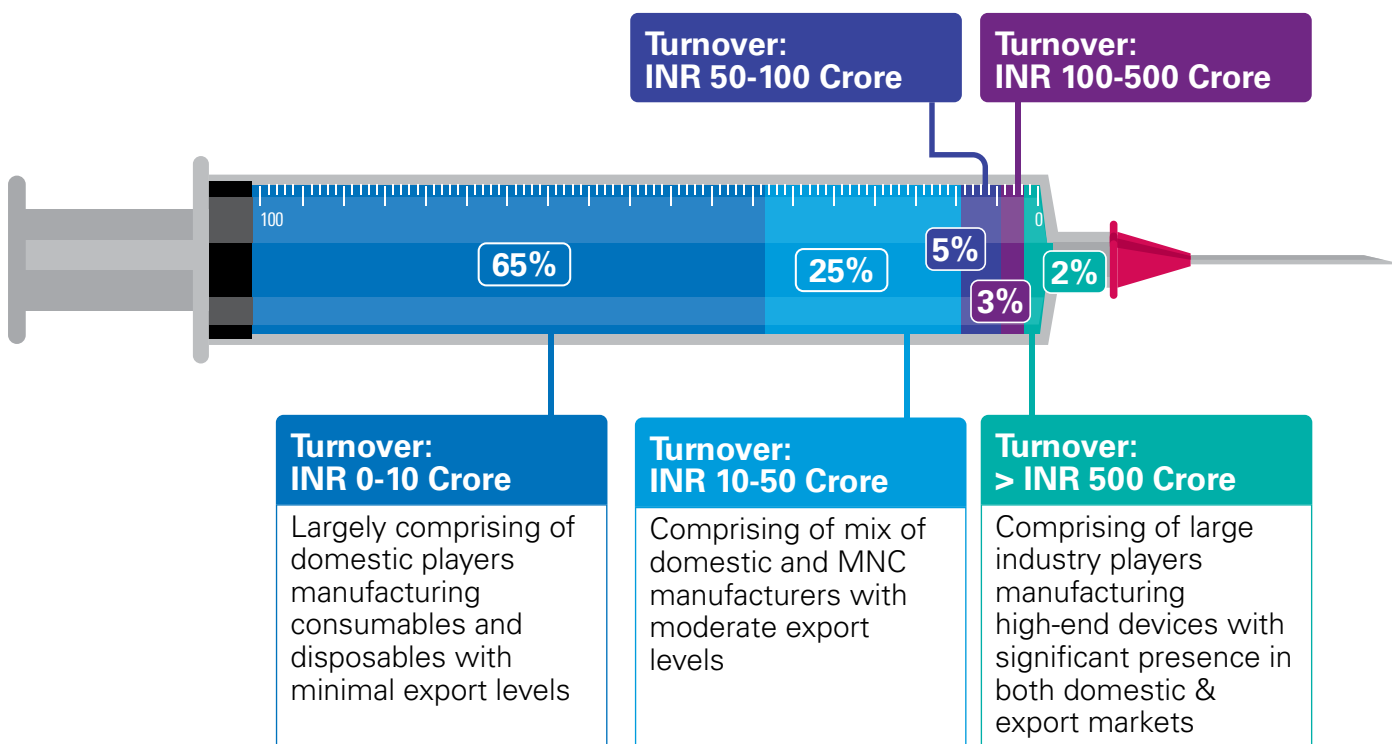 Turnover:
INR 50-100 Crore
Turnover:
INR 100-500 Crore
100
0
65%
25%
5%
3%
2%
Turnover:
INR 0-10 Crore
Largely comprising of
domestic players
manufacturing
consumables and
disposables with
minimal export levels
Turnover:
INR 10-50 Crore
Comprising of mix of
domestic and MNC
manufacturers with
moderate export
levels
Turnover:
> INR 500 Crore
Comprising of large
industry players
manufacturing
high-end devices with
significant presence in
both domestic &
export markets